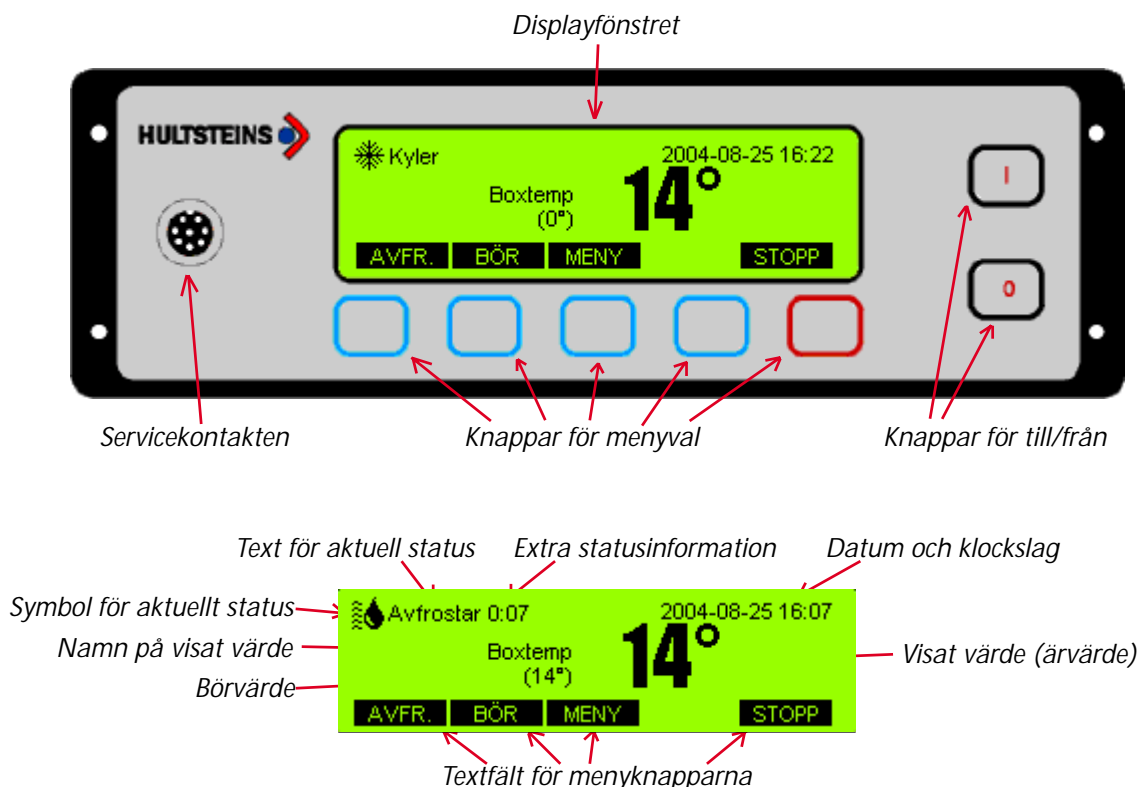 Displayfönstret
HULTSTEINS
Kyler 2004-08-25 16:22
Boxtemp 14°
(0°)
AVFR. BÖR MENY STOPP
I
0
Servicekontakten Knappar för menyval Knappar för till/från
Text för aktuell status Extra statusinformation Datum och klockslag
Symbol för aktuellt status
Avfrostar 0:07 2004-08-25 16:07
Namn på visat värde
Boxtemp 14°
(14°)
Visat värde (ärvärde)
Börvärde
AVFR. BÖR MENY STOPP
Textfält för menyknapparna